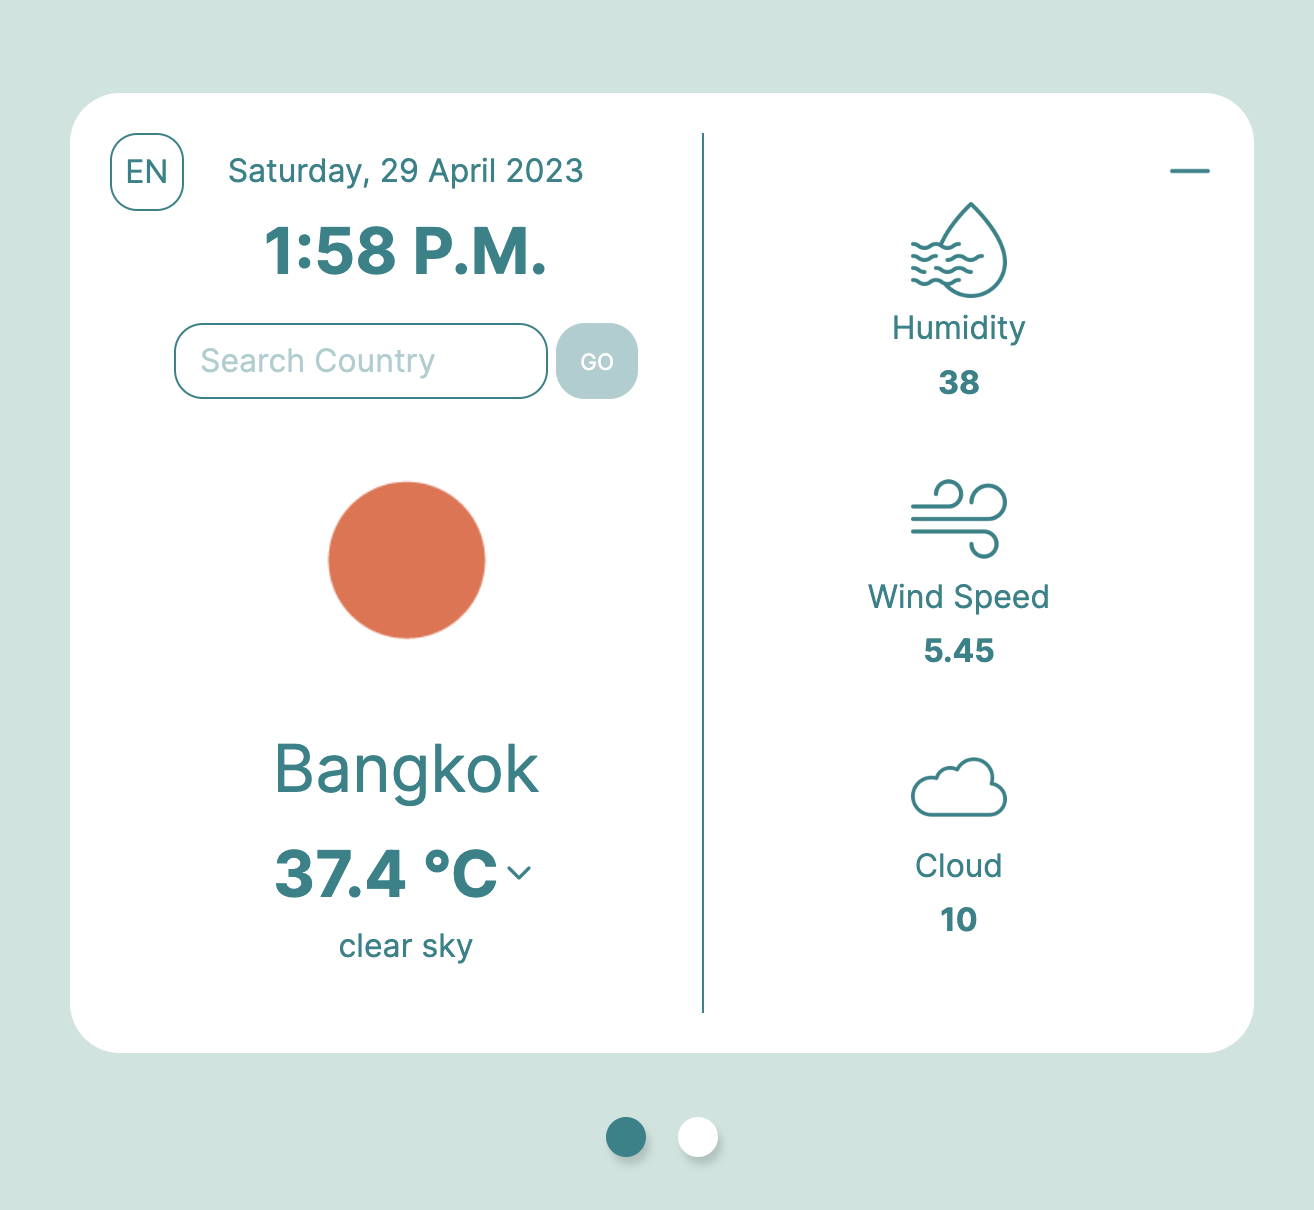 EN
Saturday, 29 April 2023
1:58 P.M.
Search Country
GO
Bangkok
37.4 °C
clear sky
Humidity
38
Wind Speed
5.45
Cloud
10